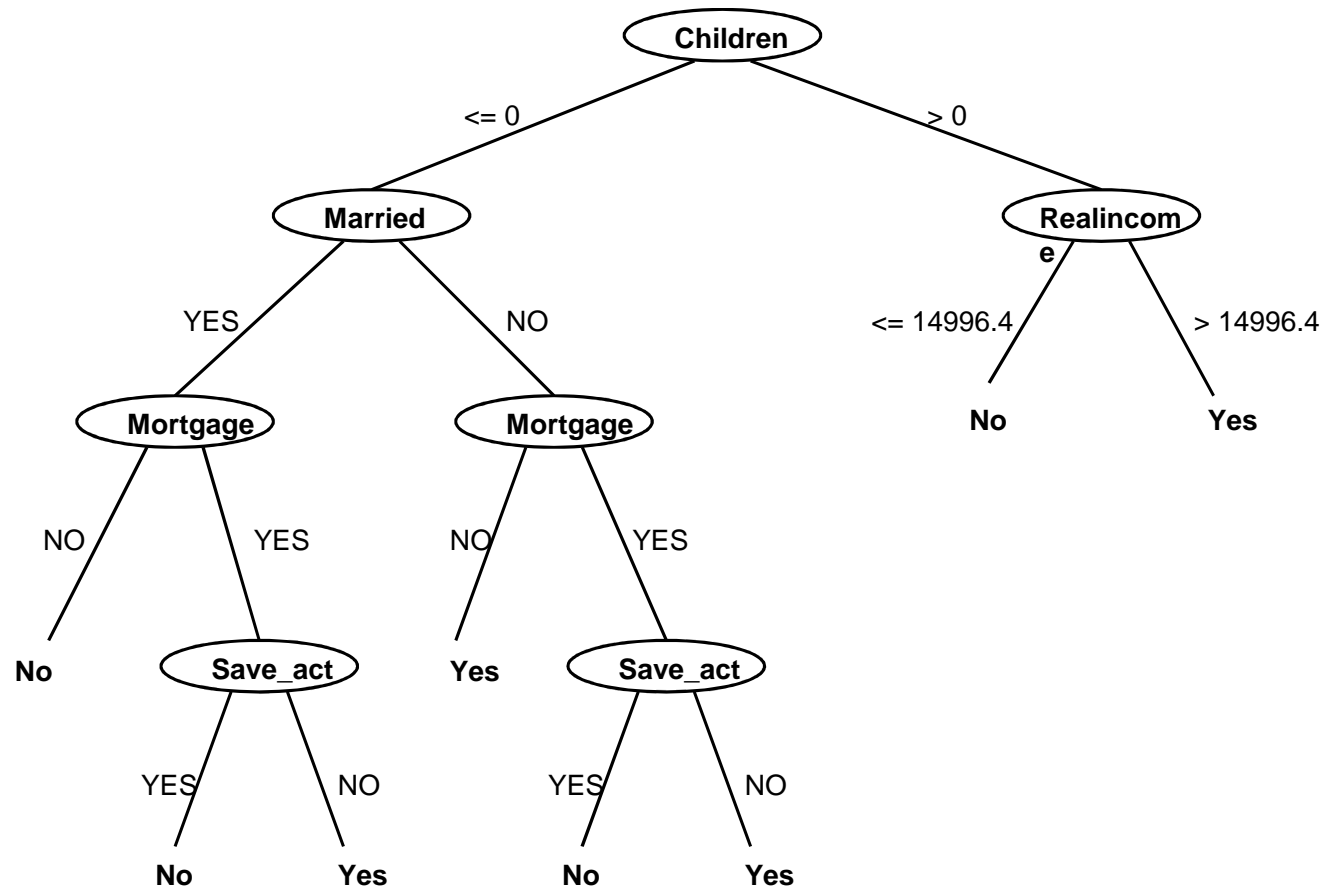 Children
<= 0
> 0
Married
Realincom
e
YES
NO
<= 14996.4
> 14996.4
Mortgage
Mortgage
No
Yes
NO
YES
NO
YES
No
Save_act
Yes
Save_act
YES
NO
YES
NO
No
Yes
No
Yes